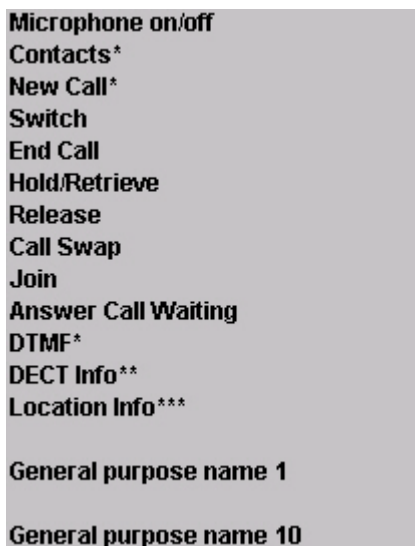 Microphone on/off
Contacts*
New Call*
Switch
End Call
Hold/Retrieve
Release
Call Swap
Join
Answer Call Waiting
DTMF*
DECT Info**
Location Info***
General purpose name 1
General purpose name 10